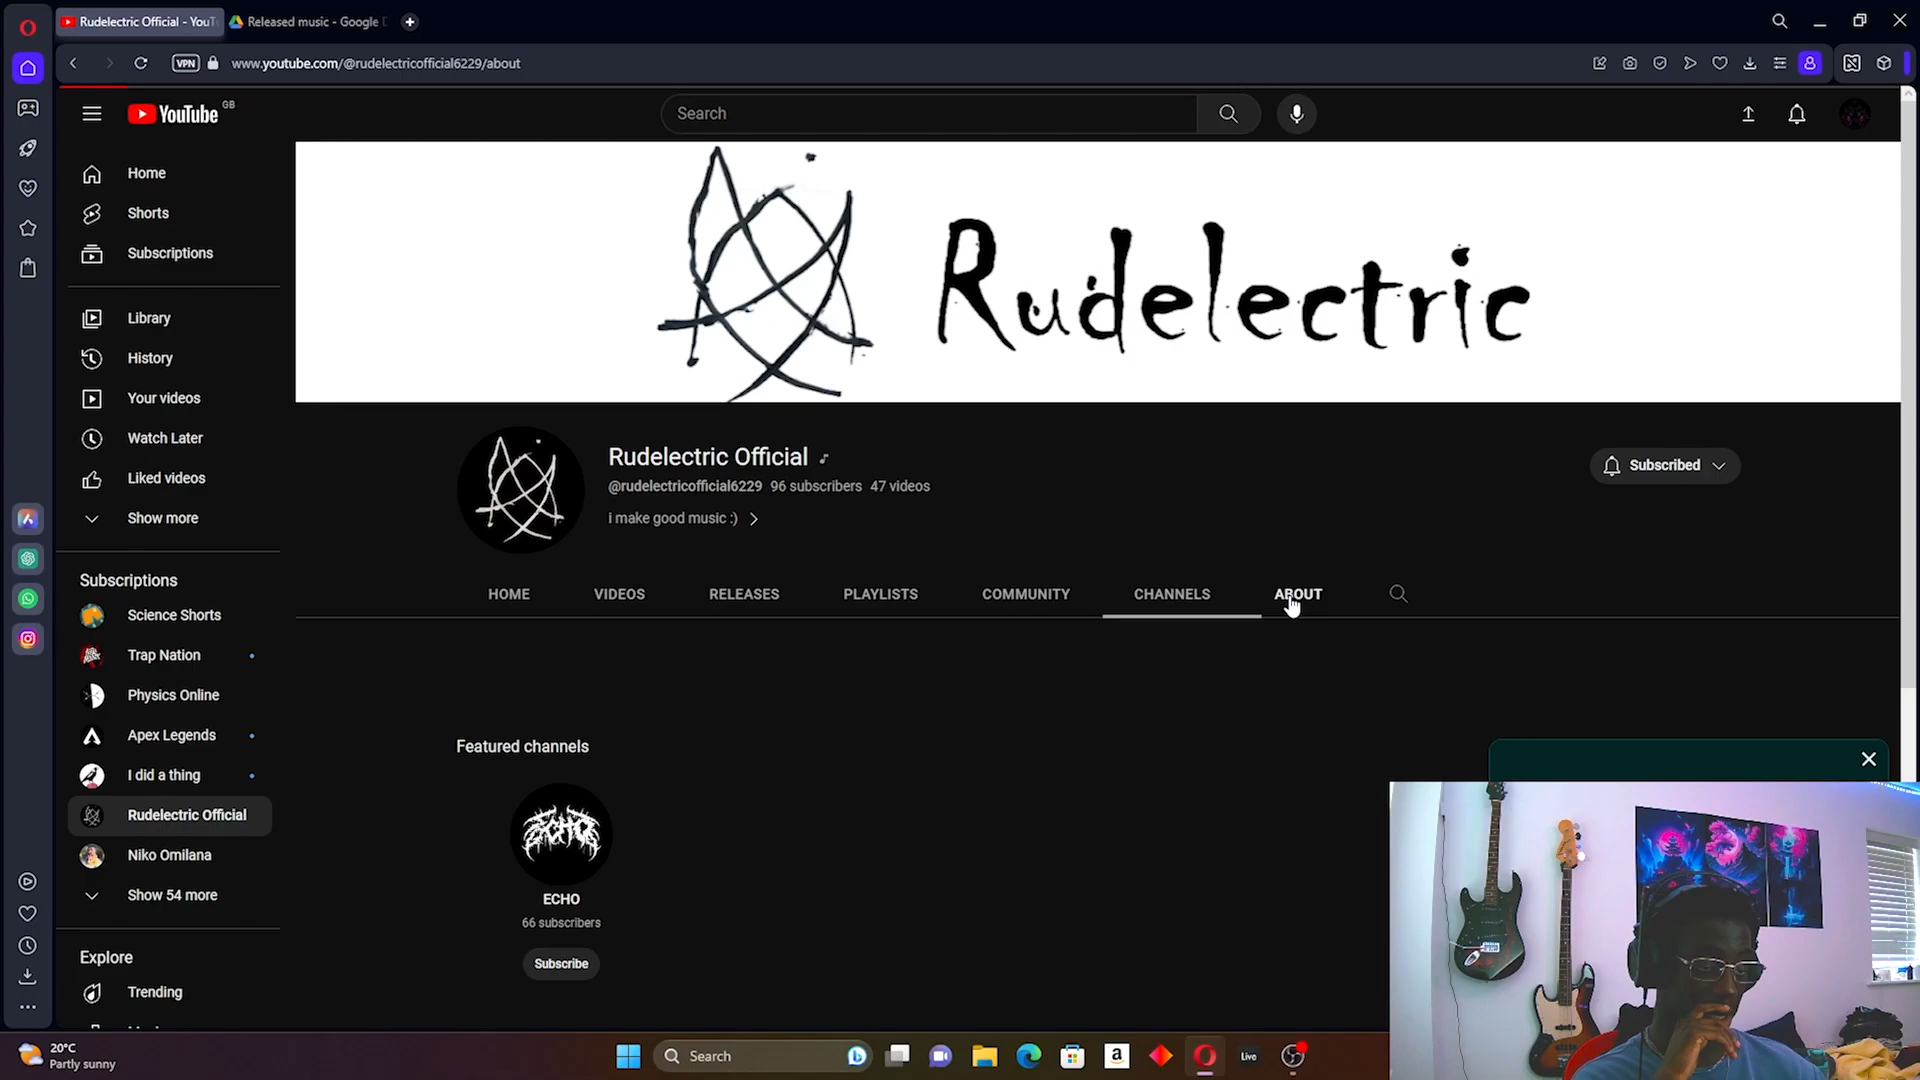 Rudelectric Official - YouT
Released music - Google D
VPN
www.youtube.com/@rudelectricofficial6229/about
YouTube GB
Search
Home
Shorts
Subscriptions
Library
History
Your videos
Watch Later
Liked videos
Show more
Subscriptions
Science Shorts
Trap Nation
Physics Online
Apex Legends
I did a thing
Rudelectric Official
Niko Omilana
Show 54 more
Explore
Trending
Rudelectric
Rudelectric Official
@rudelectricofficial6229 96 subscribers 47 videos
i make good music :)
Subscribed
HOME VIDEOS RELEASES PLAYLISTS COMMUNITY CHANNELS ABOUT
Featured channels
ECHO
ECHO
66 subscribers
Subscribe
20°C
Partly sunny
Search
Live